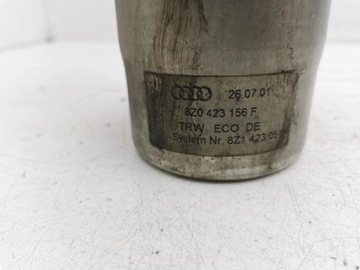 26.07.01
8Z0 423 156 F
TRW ECO DE
System Nr. 8Z1 423 05